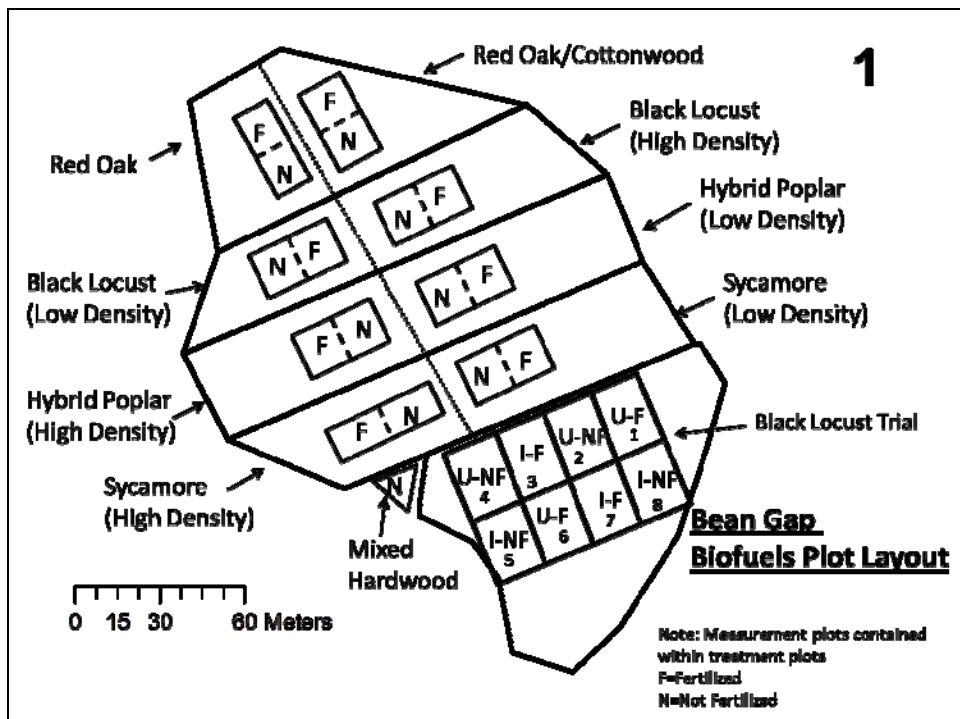 1
Red Oak/Cottonwood
Black Locust
(High Density)
Red Oak
Hybrid Poplar
(Low Density)
F
N
F
N
N F
N F
Black Locust
(Low Density)
Sycamore
(Low Density)
F N
N F
Hybrid Poplar
(High Density)
F N
N F
Black Locust Trial
U-NF
4
I-F
3
U-NF
2
U-F
1
I-NF
5
U-F
6
I-F
7
I-NF
8
Sycamore
(High Density)
N
Mixed
Hardwood
Bean Gap
Biofuels Plot Layout
0 15 30 60 Meters
Note: Measurement plots contained
within treatment plots
F=Fertilized
N=Not Fertilized